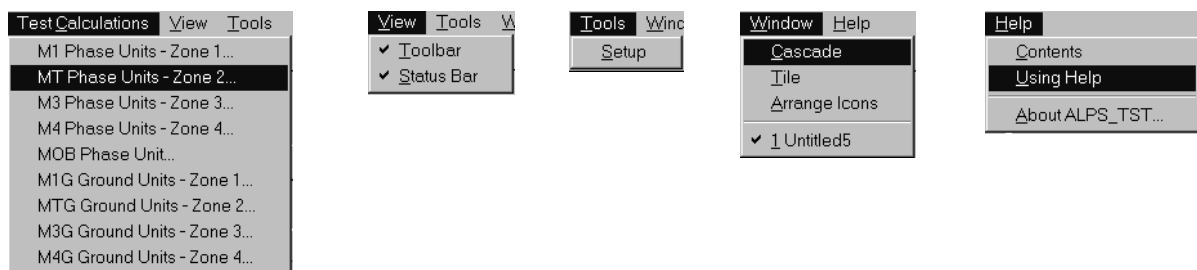 Test Calculations View Tools
M1 Phase Units - Zone 1...
MT Phase Units - Zone 2...
M3 Phase Units - Zone 3...
M4 Phase Units - Zone 4...
MOB Phase Unit...
M1G Ground Units - Zone 1...
MTG Ground Units - Zone 2...
M3G Ground Units - Zone 3...
M4G Ground Units - Zone 4...
View Tools W
✔ Toolbar
✔ Status Bar
Tools Winc
Setup
Window Help
Cascade
Tile
Arrange Icons
✔ 1 Untitled5
Help
Contents
Using Help
About ALPS_TST...